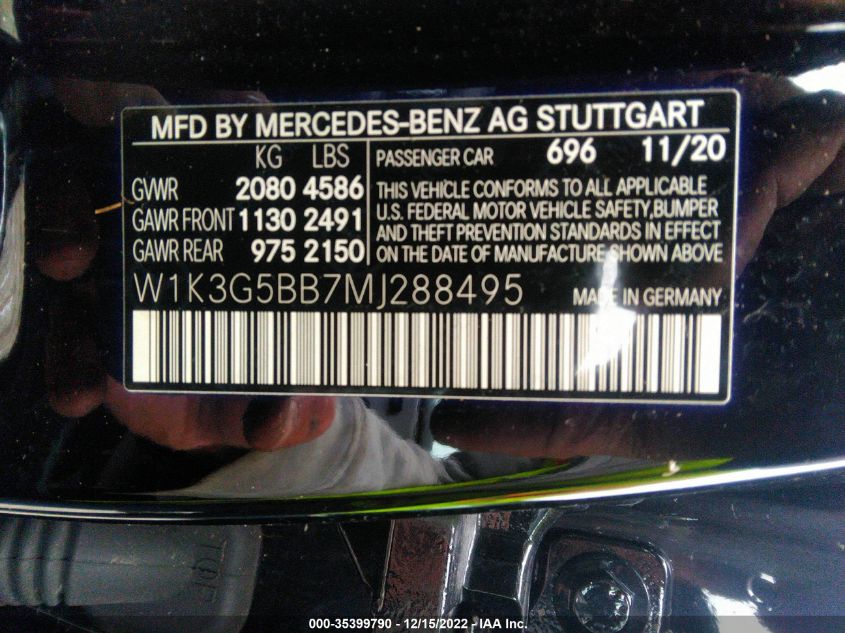 MFD BY MERCEDES-BENZ AG STUTTGART
KG LBS
GVWR 2080 4586
GAWR FRONT 1130 2491
GAWR REAR 975 2150
PASSENGER CAR 696 11/20
THIS VEHICLE CONFORMS TO ALL APPLICABLE
U.S. FEDERAL MOTOR VEHICLE SAFETY,BUMPER
AND THEFT PREVENTION STANDARDS IN EFFECT
ON THE DATE OF MANUFACTURE SHOWN ABOVE
W1K3G5BB7MJ288495 MADE IN GERMANY
TOP
000-35399790 - 12/15/2022 - IAA Inc.